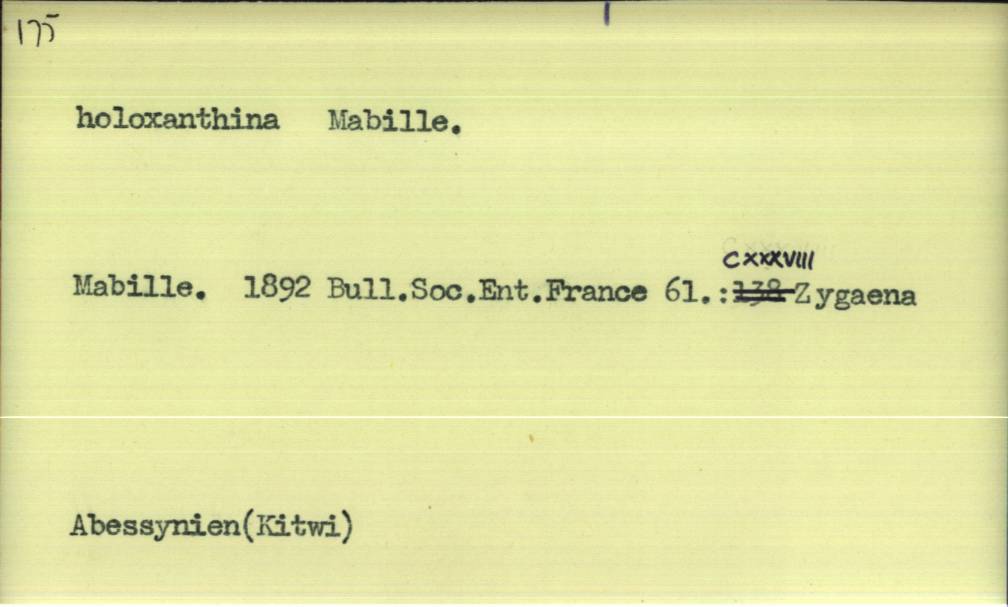 175
holoxanthina Mabille.
CXXXVIII
Mabille. 1892 Bull.Soc.Ent.France 61.:138 Zygaena
Abessynien(Kitwi)